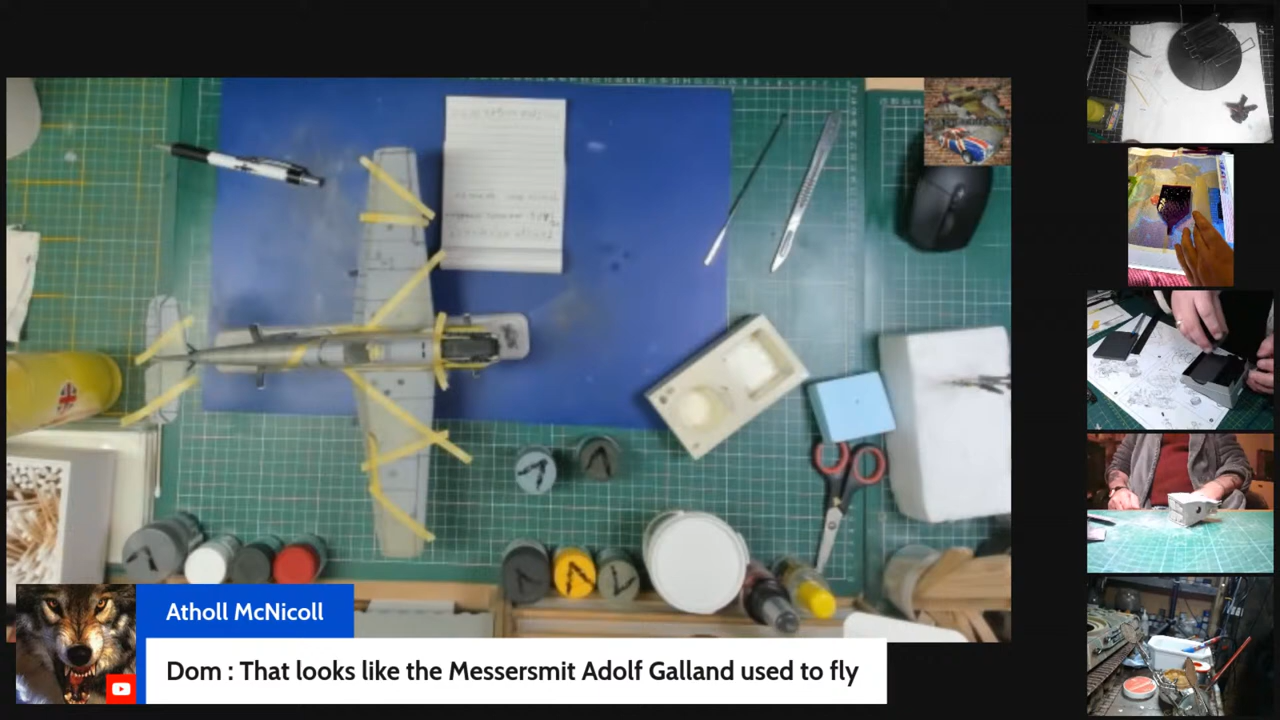 Atholl McNicoll
Dom : That looks like the Messersmit Adolf Galland used to fly